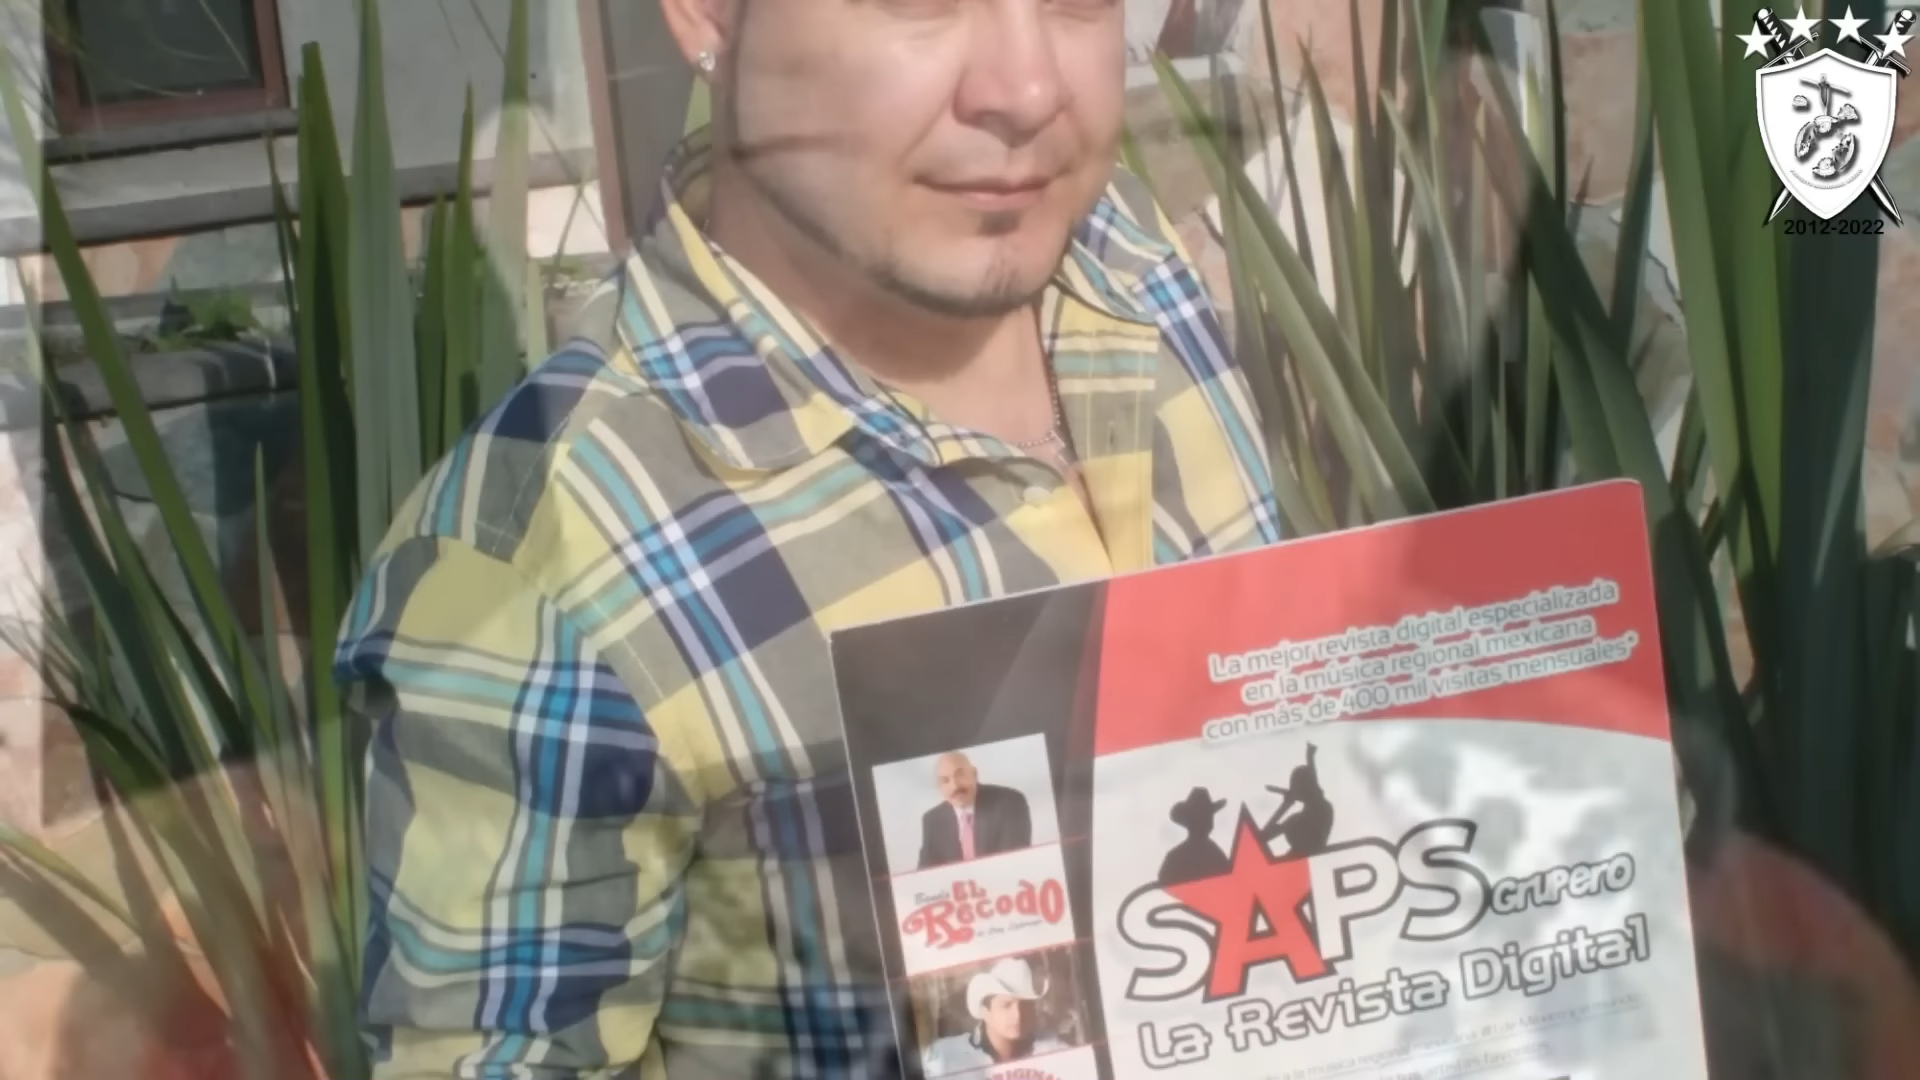 2012-2022
La mejor revista digital especializada
en la música regional mexicana
con más de 400 mil visitas mensuales*
SAPS GRUPERO
La Revista Digital
Banda EL
Recodo
ORIGINAL